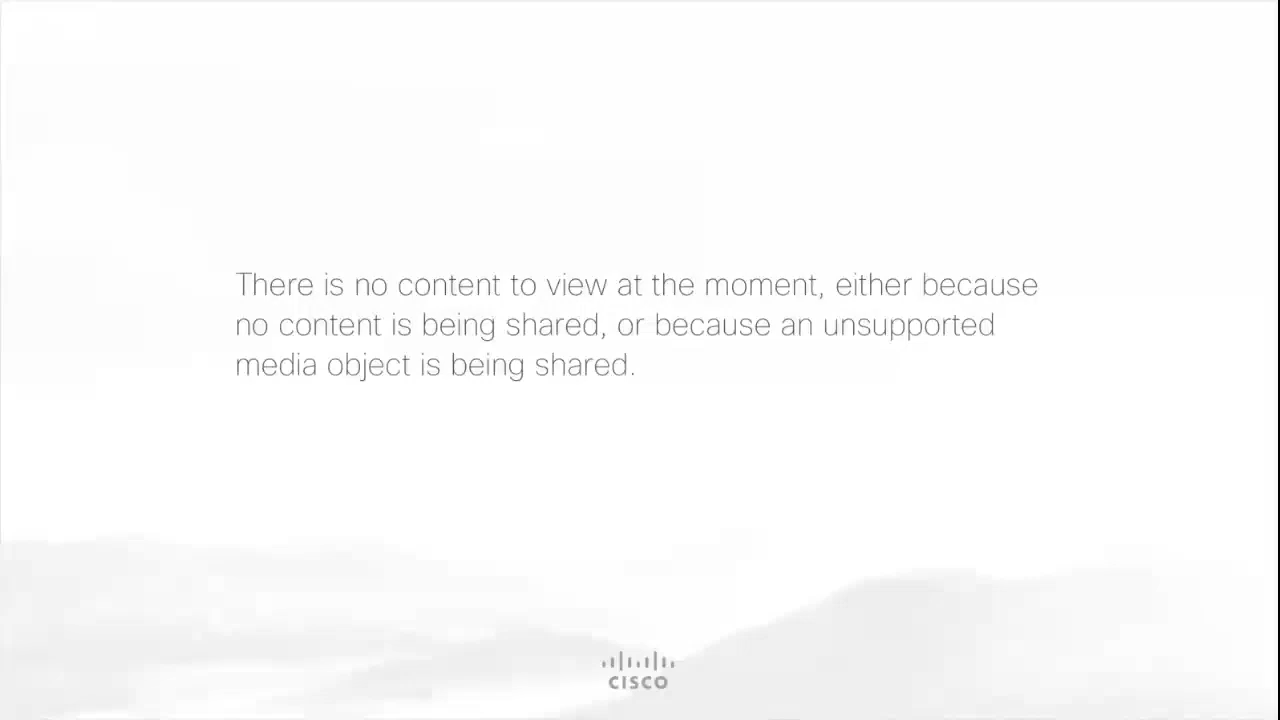 There is no content to view at the moment, either because
no content is being shared, or because an unsupported
media object is being shared.
CISCO